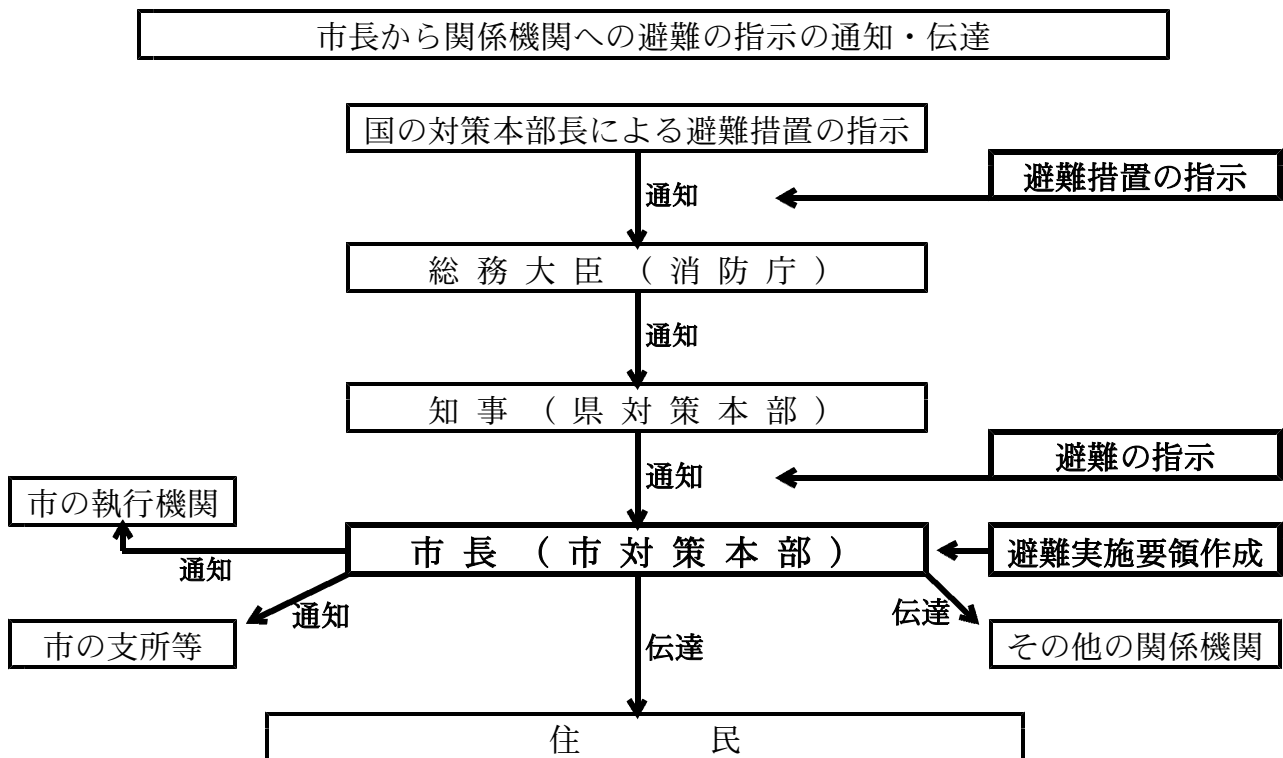 市長から関係機関への避難の指示の通知・伝達
国の対策本部長による避難措置の指示
避難措置の指示
通知
総務大臣(消防庁)
通知
知事(県対策本部)
避難の指示
通知
市の執行機関
市長(市対策本部)
避難実施要領作成
通知
通知
伝達
市の支所等
伝達
その他の関係機関
住民